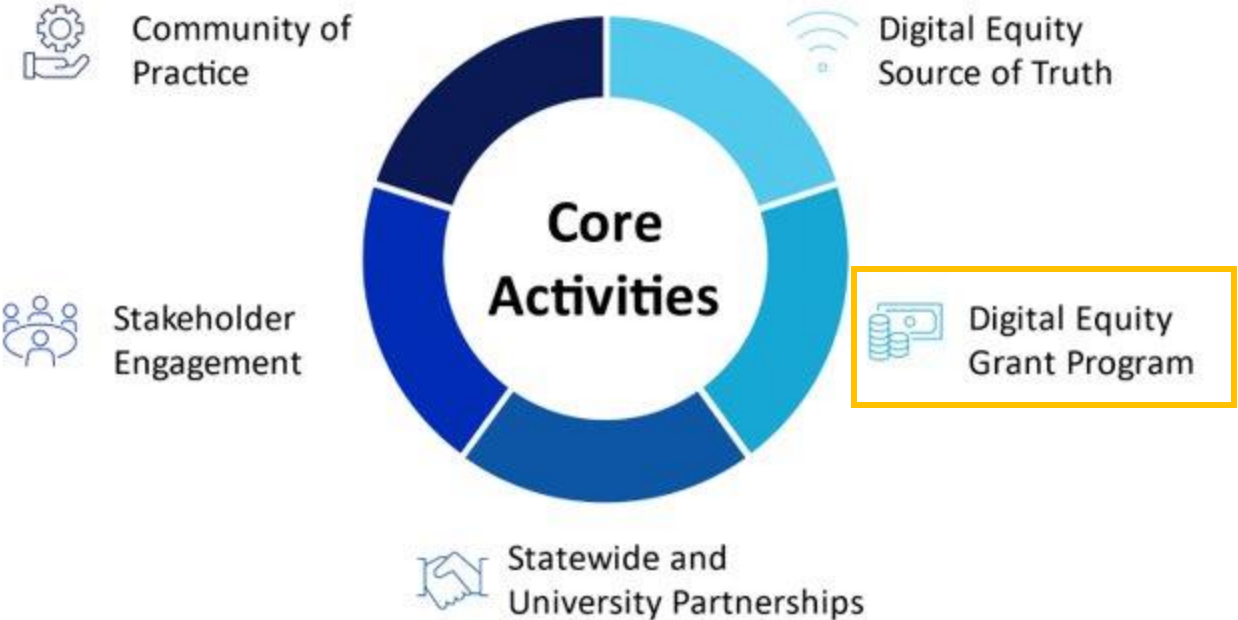 Community of
Practice
Digital Equity
Source of Truth
Core
Activities
Stakeholder
Engagement
Digital Equity
Grant Program
Statewide and
University Partnerships